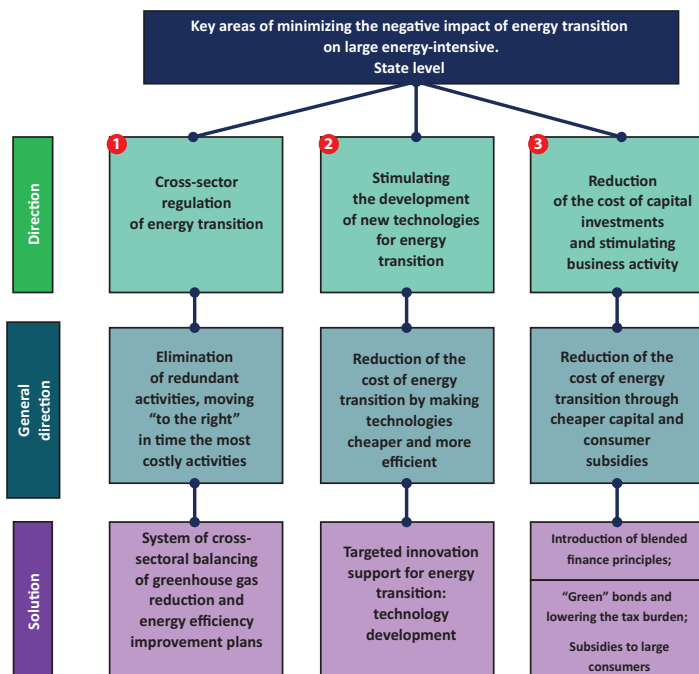 Key areas of minimizing the negative impact of energy transition
on large energy-intensive.
State level
Direction
1
Cross-sector
regulation
of energy transition
2
Stimulating
the development
of new technologies
for energy
transition
3
Reduction
of the cost of capital
investments
and stimulating
business activity
General
direction
Elimination
of redundant
activities, moving
“to the right”
in time the most
costly activities
Reduction of the
cost of energy
transition by making
technologies
cheaper and more
efficient
Reduction of the
cost of energy
transition through
cheaper capital and
consumer
subsidies
Solution
System of cross-
sectoral balancing
of greenhouse gas
reduction and
energy efficiency
improvement plans
Targeted innovation
support for energy
transition:
technology
development
Introduction of blended
finance principles;
“Green” bonds and
lowering the tax burden;
Subsidies to large
consumers